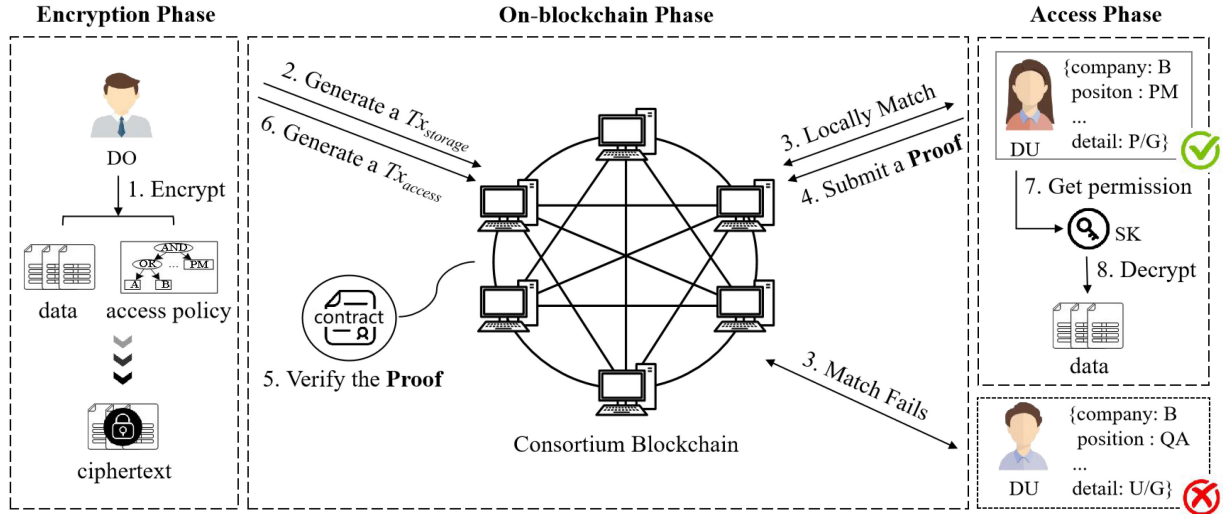 Encryption Phase
On-blockchain Phase
Access Phase
DO
1. Encrypt
AND
OR ... PM
A B
data
access policy
ciphertext
2. Generate a Tx_storage
6. Generate a Tx_access
contract
5. Verify the Proof
Consortium Blockchain
3. Locally Match
4. Submit a Proof
3. Match Fails
{company: B
positon : PM
...
detail: P/G}
DU
7. Get permission
SK
8. Decrypt
data
{company: B
position : QA
...
detail: U/G}
DU